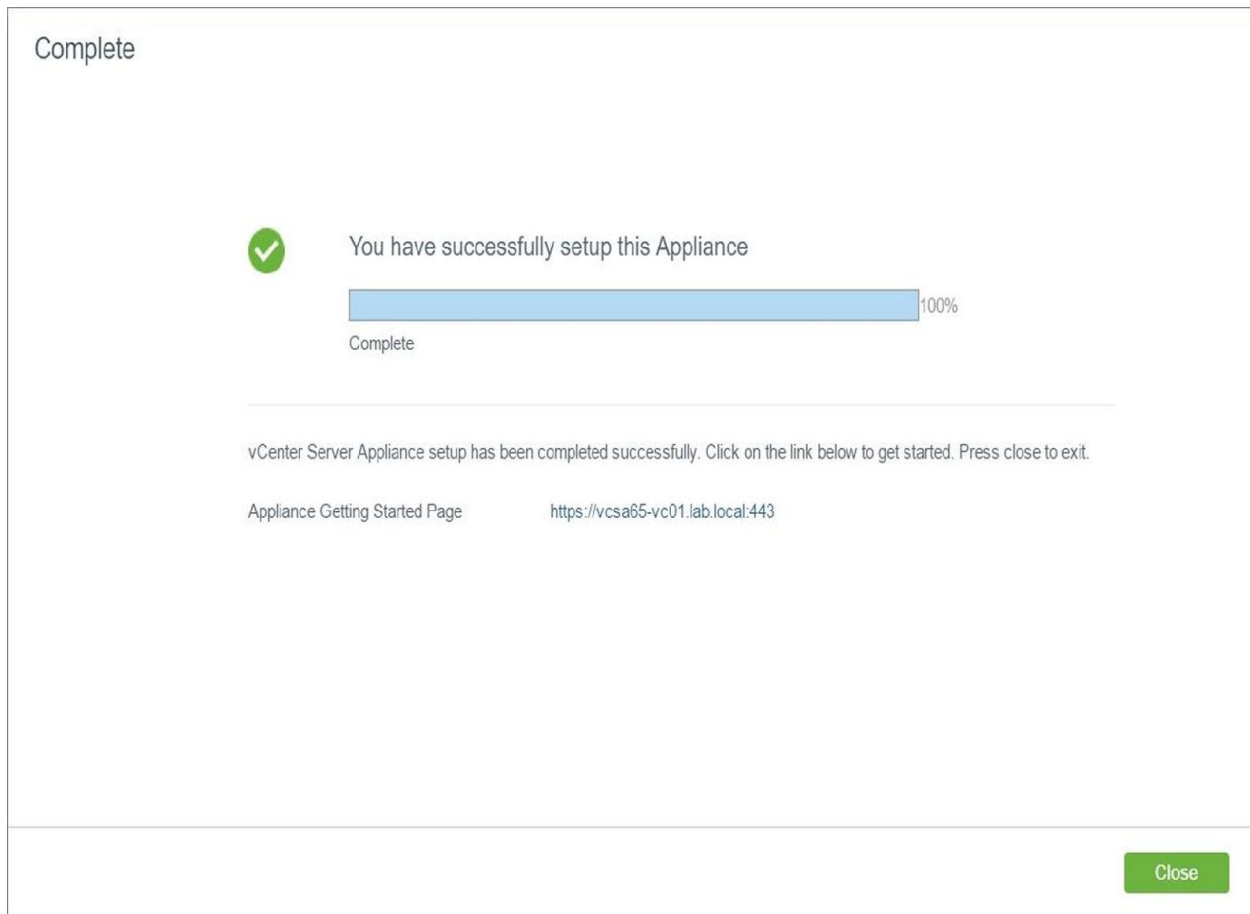 Complete
You have successfully setup this Appliance
100%
Complete
vCenter Server Appliance setup has been completed successfully. Click on the link below to get started. Press close to exit.
Appliance Getting Started Page https://vcsa65-vc01.lab.local:443
Close